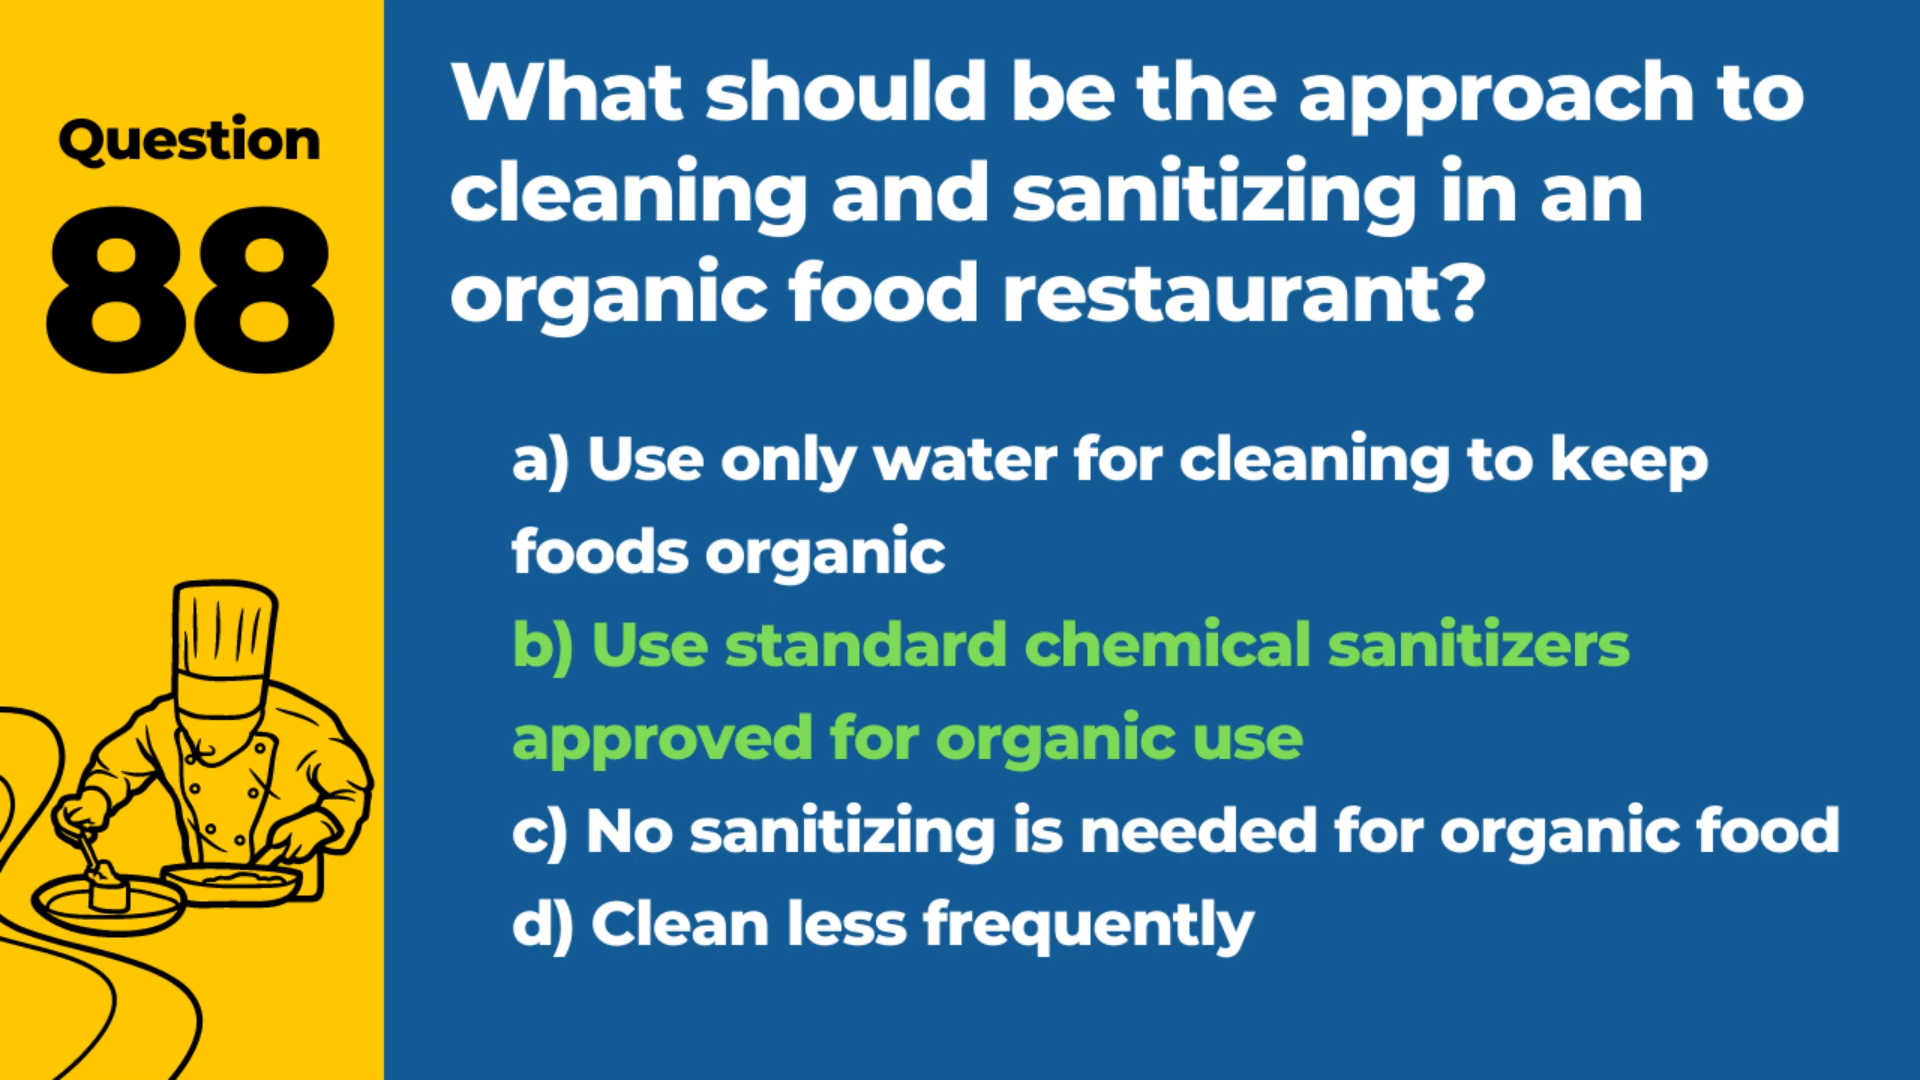 Question
88
What should be the approach to
cleaning and sanitizing in an
organic food restaurant?
a) Use only water for cleaning to keep
foods organic
b) Use standard chemical sanitizers
approved for organic use
c) No sanitizing is needed for organic food
d) Clean less frequently